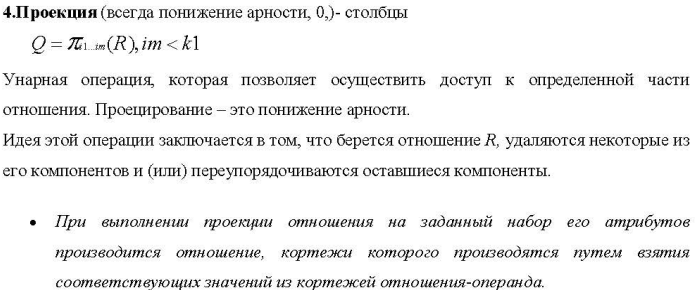 4.Проекция (всегда понижение арности, 0,)- столбцы
Q = π_{i1...im}(R), im < k1
Унарная операция, которая позволяет осуществить доступ к определенной части
отношения. Проецирование – это понижение арности.
Идея этой операции заключается в том, что берется отношение R, удаляются некоторые из
его компонентов и (или) переупорядочиваются оставшиеся компоненты.
• При выполнении проекции отношения на заданный набор его атрибутов
производится отношение, кортежи которого производятся путем взятия
соответствующих значений из кортежей отношения-операнда.